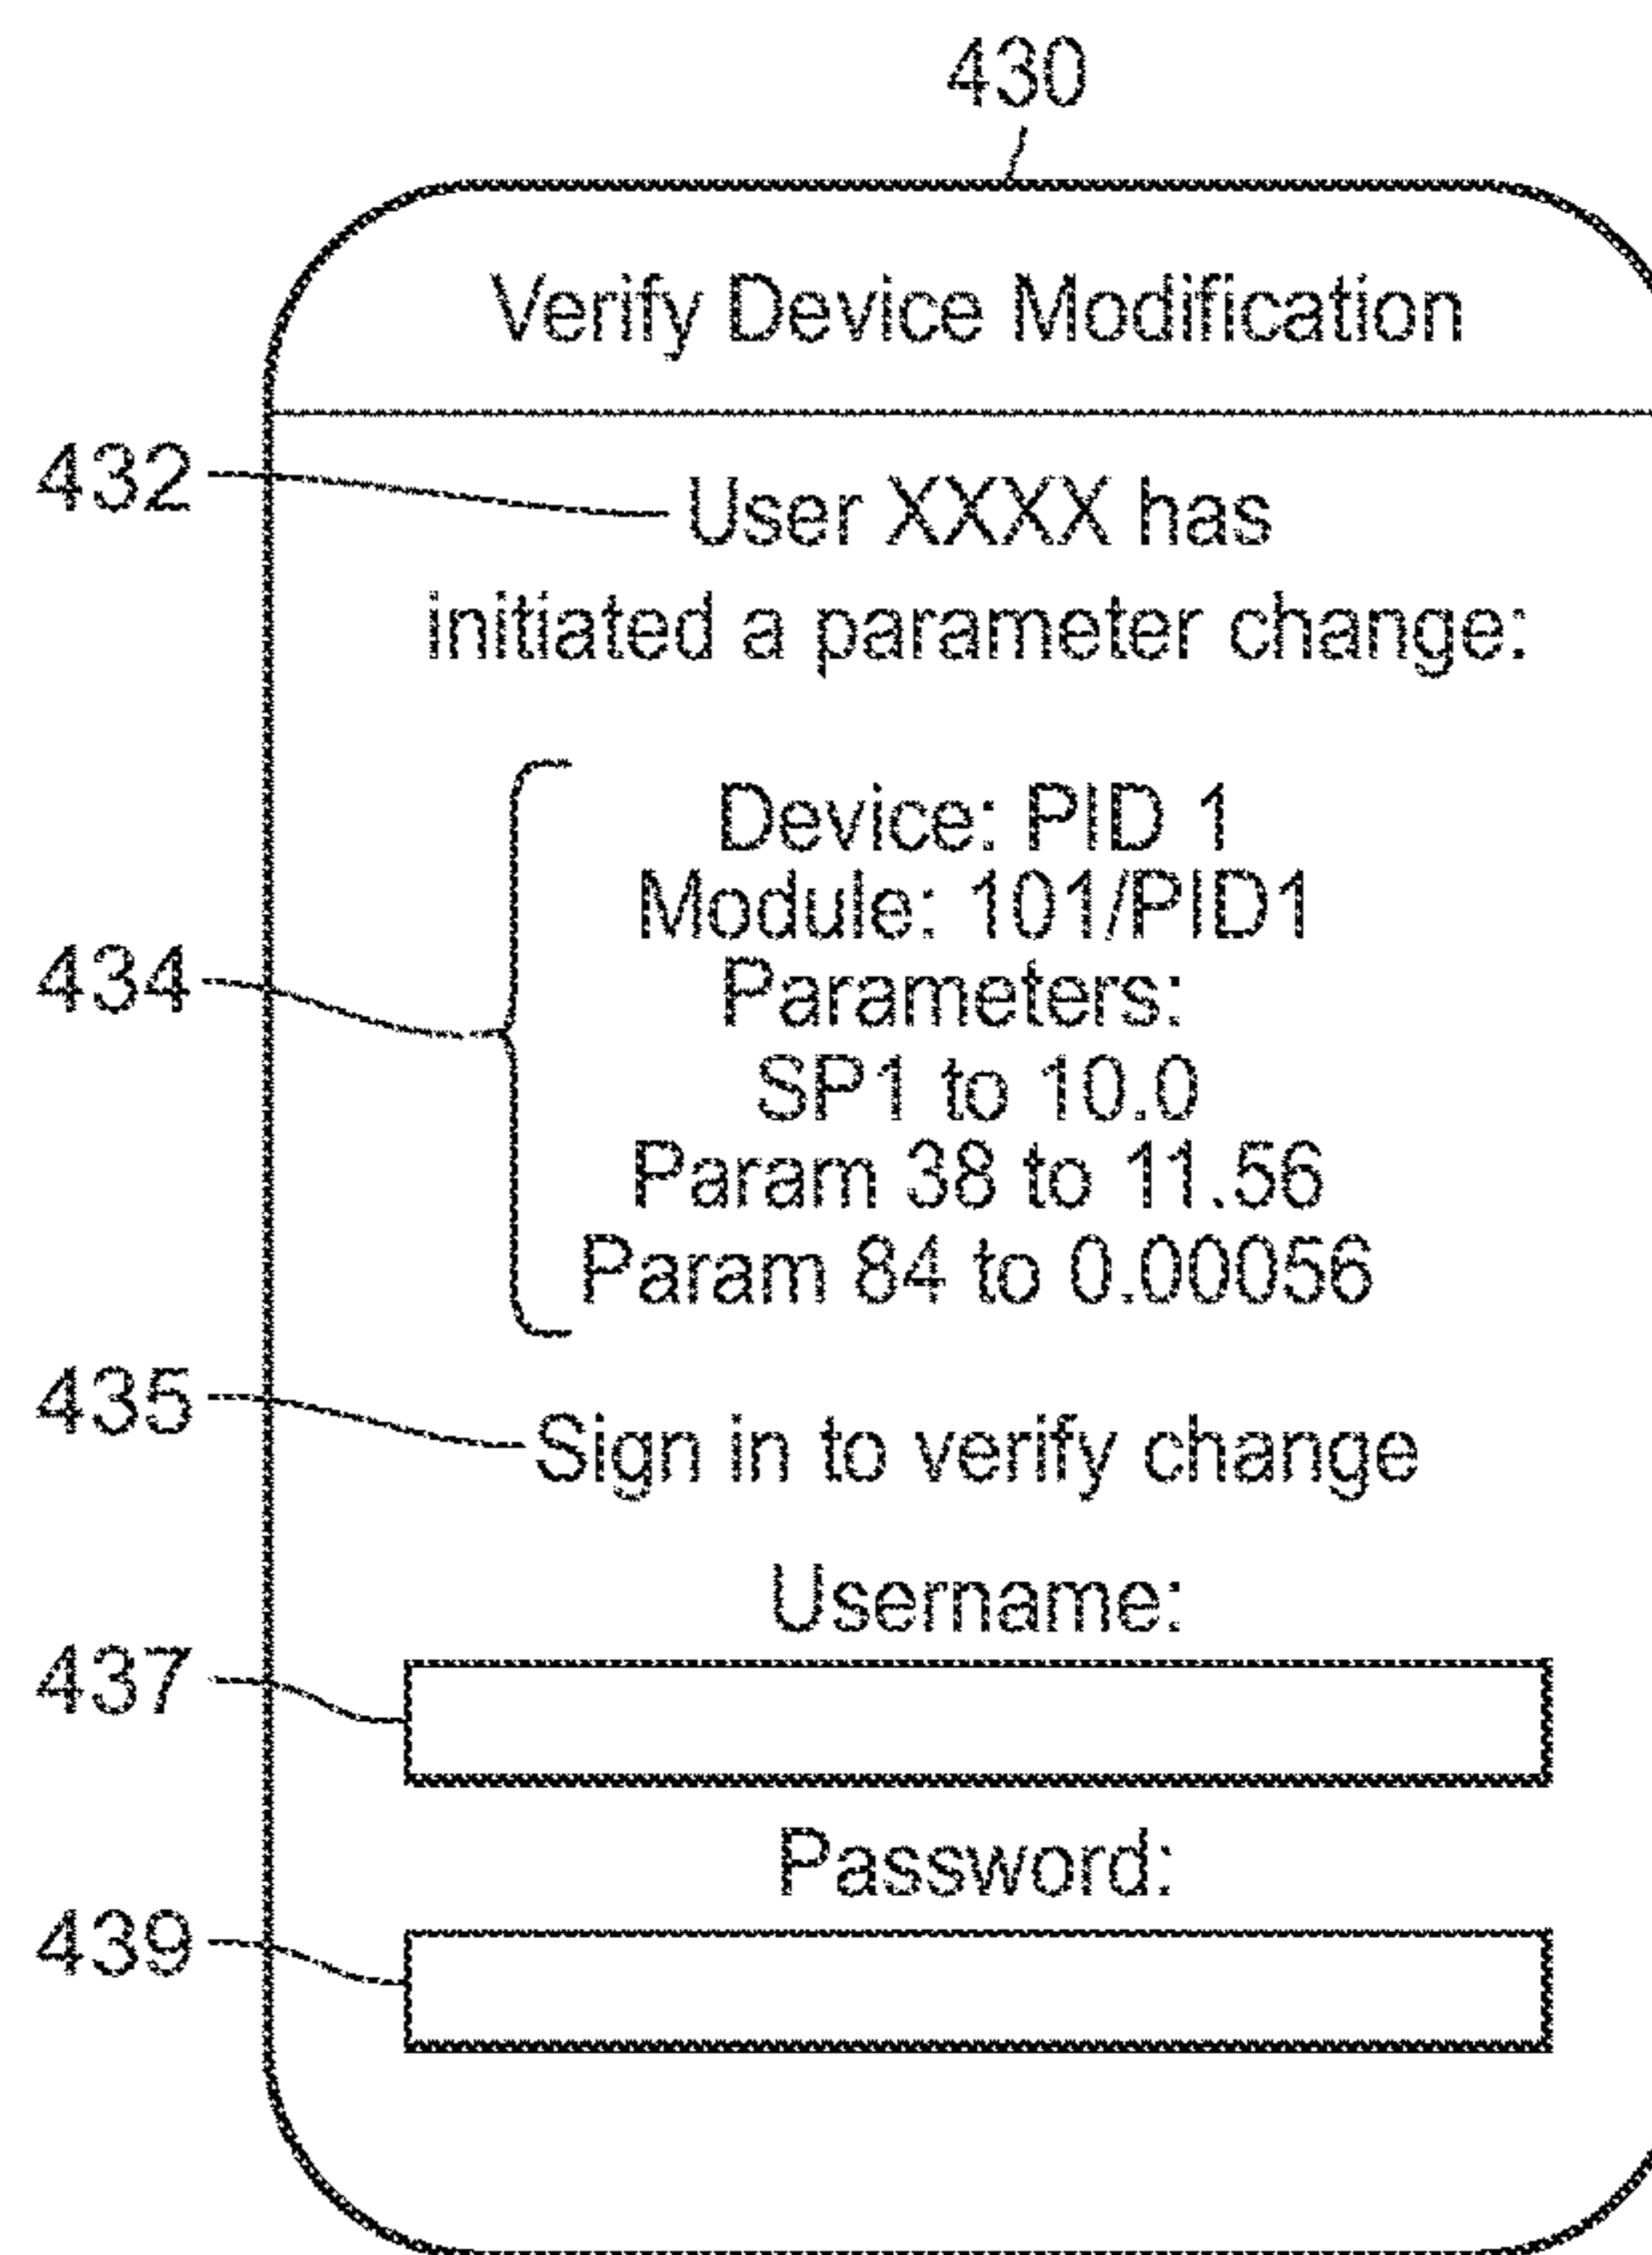 430
Verify Device Modification
432
User XXXX has
initiated a parameter change:
434
Device: PID 1
Module: 101/PID1
Parameters:
SP1 to 10.0
Param 38 to 11.56
Param 84 to 0.00056
435
Sign in to verify change
Username:
437
Password:
439